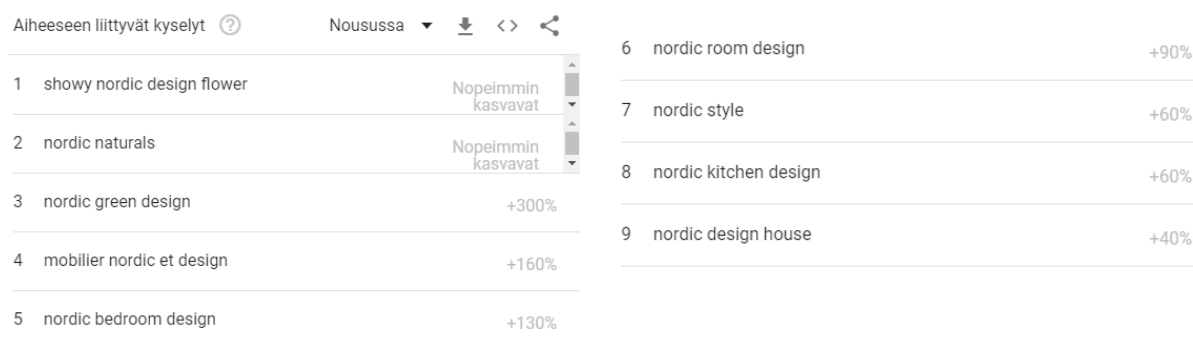 Aiheeseen liittyvät kyselyt ? Nousussa
1 showy nordic design flower Nopeimmin
kasvavat
2 nordic naturals Nopeimmin
kasvavat
3 nordic green design +300%
4 mobilier nordic et design +160%
5 nordic bedroom design +130%
6 nordic room design +90%
7 nordic style +60%
8 nordic kitchen design +60%
9 nordic design house +40%